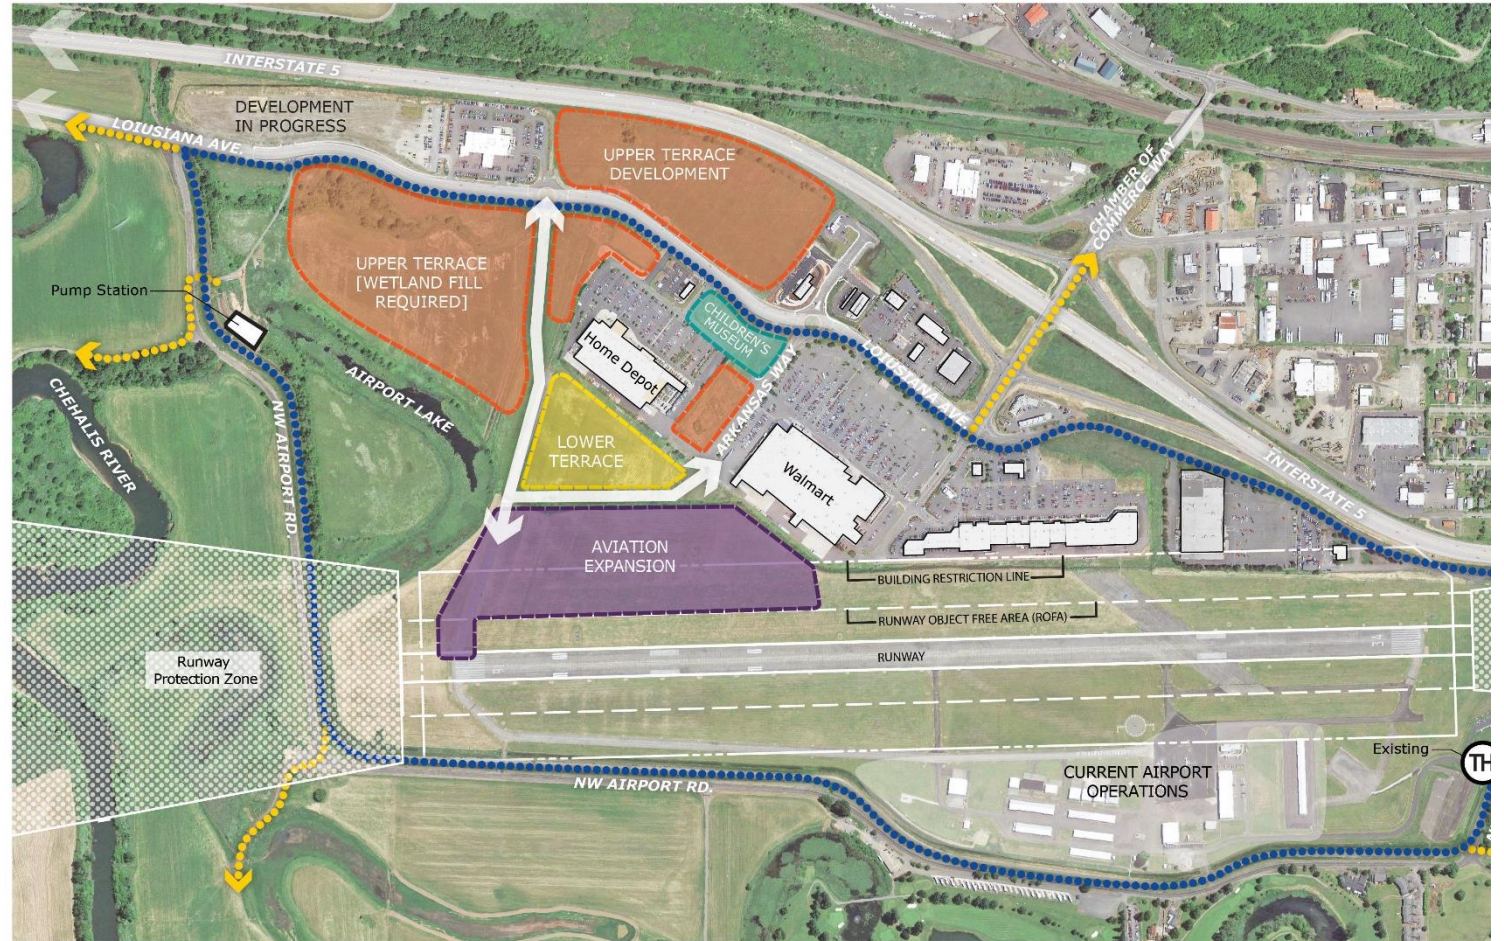 INTERSTATE 5
DEVELOPMENT
IN PROGRESS
LOIUSIANA AVE.
UPPER TERRACE
DEVELOPMENT
CHAMBER OF
COMMERCE WAY
UPPER TERRACE
[WETLAND FILL
REQUIRED]
Pump Station
CHILDREN'S
MUSEUM
Home Depot
ARKANSAS WAY
LOIUSIANA AVE.
AIRPORT LAKE
CHEHALIS RIVER
NW AIRPORT RD.
LOWER
TERRACE
Walmart
INTERSTATE 5
AVIATION
EXPANSION
BUILDING RESTRICTION LINE
RUNWAY OBJECT FREE AREA (ROFA)
RUNWAY
34
Runway
Protection Zone
Existing
TH
CURRENT AIRPORT
OPERATIONS
NW AIRPORT RD.